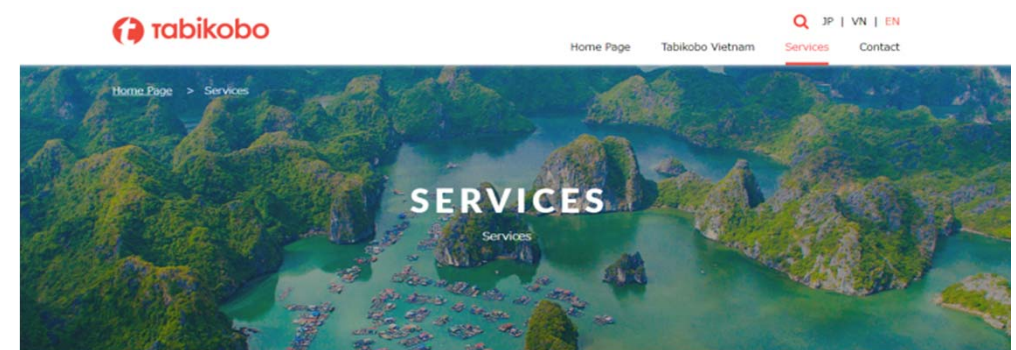 Tabikobo
JP | VN | EN
Home Page Tabikobo Vietnam Services Contact
Home Page > Services
SERVICES
Services